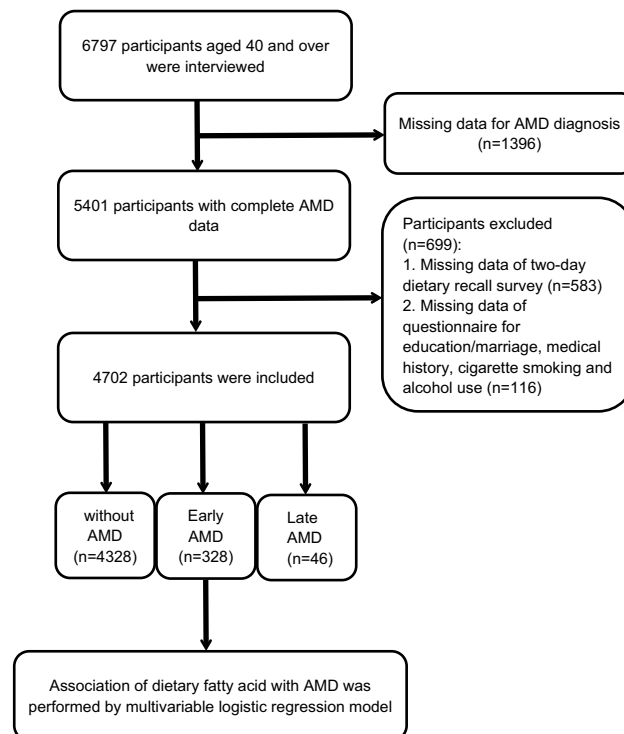 6797 participants aged 40 and over
were interviewed
Missing data for AMD diagnosis
(n=1396)
5401 participants with complete AMD
data
Participants excluded
(n=699):
1. Missing data of two-day
dietary recall survey (n=583)
2. Missing data of
questionnaire for
education/marriage, medical
history, cigarette smoking and
alcohol use (n=116)
4702 participants were included
without
AMD
(n=4328)
Early
AMD
(n=328)
Late
AMD
(n=46)
Association of dietary fatty acid with AMD was
performed by multivariable logistic regression model